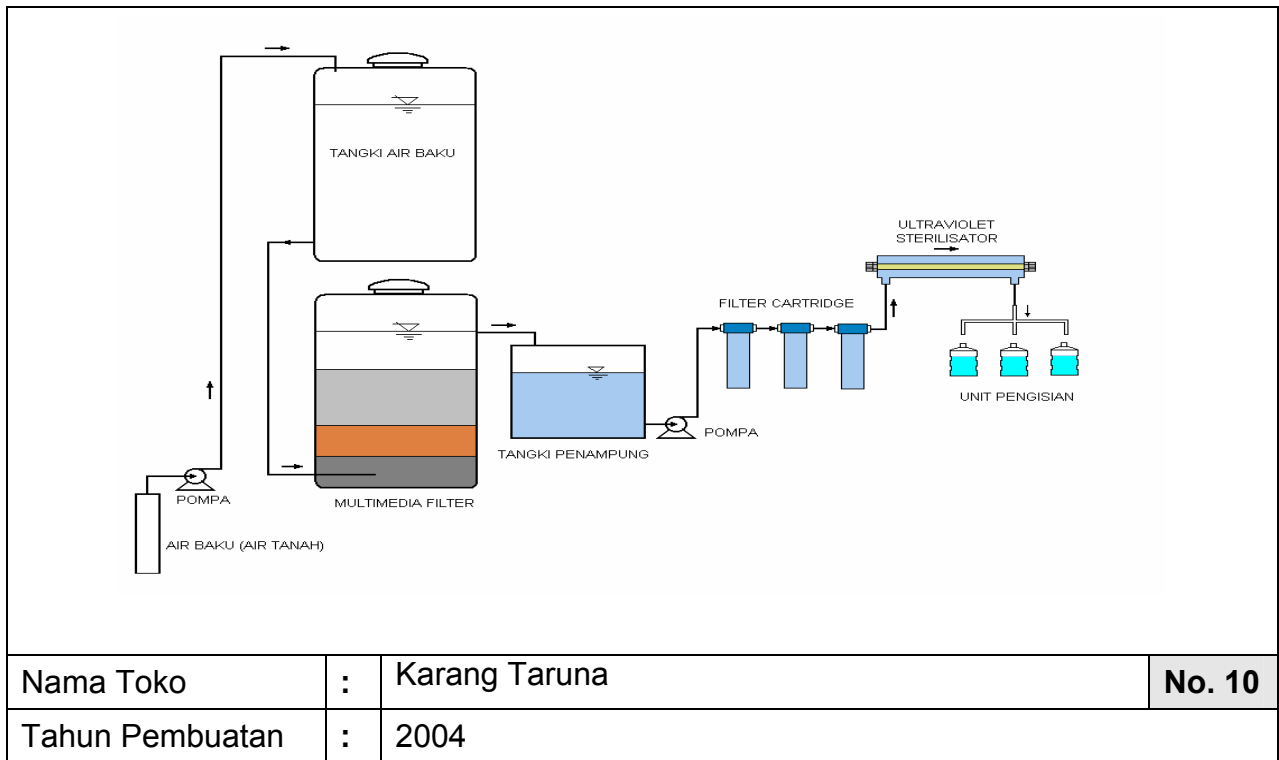 TANGKI AIR BAKU
ULTRAVIOLET
STERILISATOR
FILTER CARTRIDGE
UNIT PENGISIAN
POMPA
TANGKI PENAMPUNG
POMPA
MULTIMEDIA FILTER
AIR BAKU (AIR TANAH)
Nama Toko : Karang Taruna No. 10
Tahun Pembuatan : 2004